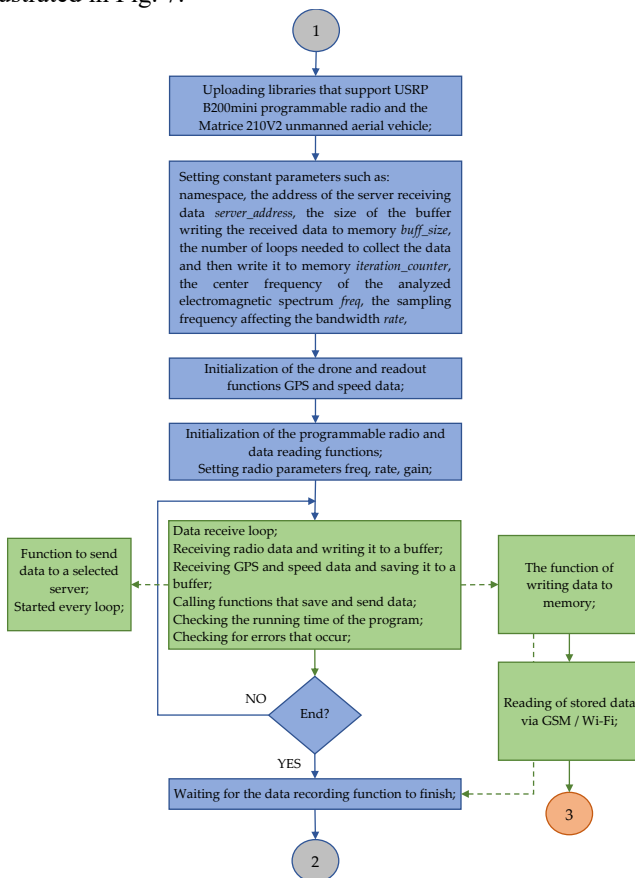 ustrated in Fig. 7.
1
Uploading libraries that support USRP
B200mini programmable radio and the
Matrice 210V2 unmanned aerial vehicle;
Setting constant parameters such as:
namespace, the address of the server receiving
data server_address, the size of the buffer
writing the received data to memory buff_size,
the number of loops needed to collect the data
and then write it to memory iteration_counter,
the center frequency of the analyzed
electromagnetic spectrum freq, the sampling
frequency affecting the bandwidth rate,
Initialization of the drone and readout
functions GPS and speed data;
Initialization of the programmable radio and
data reading functions;
Setting radio parameters freq, rate, gain;
Function to send
data to a selected
server;
Started every loop;
Data receive loop;
Receiving radio data and writing it to a buffer;
Receiving GPS and speed data and saving it to a
buffer;
Calling functions that save and send data;
Checking the running time of the program;
Checking for errors that occur;
The function of
writing data to
memory;
Reading of stored data
via GSM / Wi-Fi;
NO
End?
YES
Waiting for the data recording function to finish;
3
2